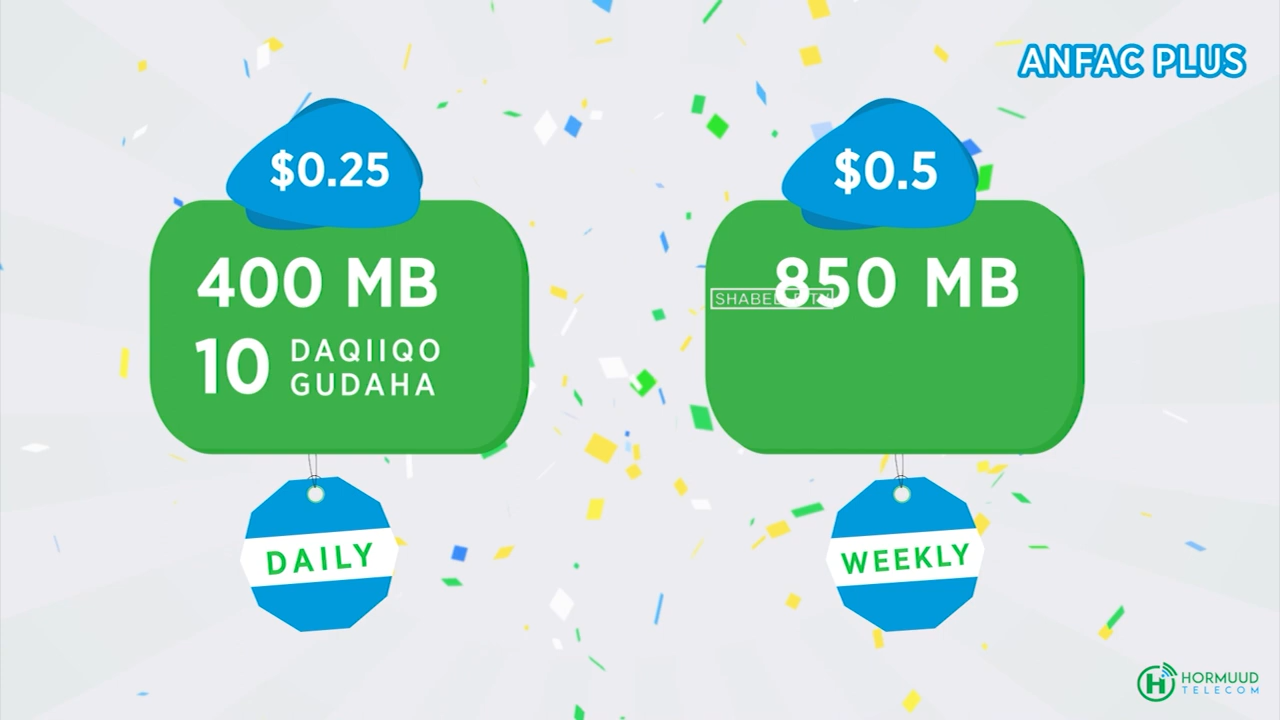 ANFAC PLUS
$0.25
400 MB
10 DAQIIQO
GUDAHA
DAILY
$0.5
850 MB
WEEKLY
HORMUUD
TELECOM